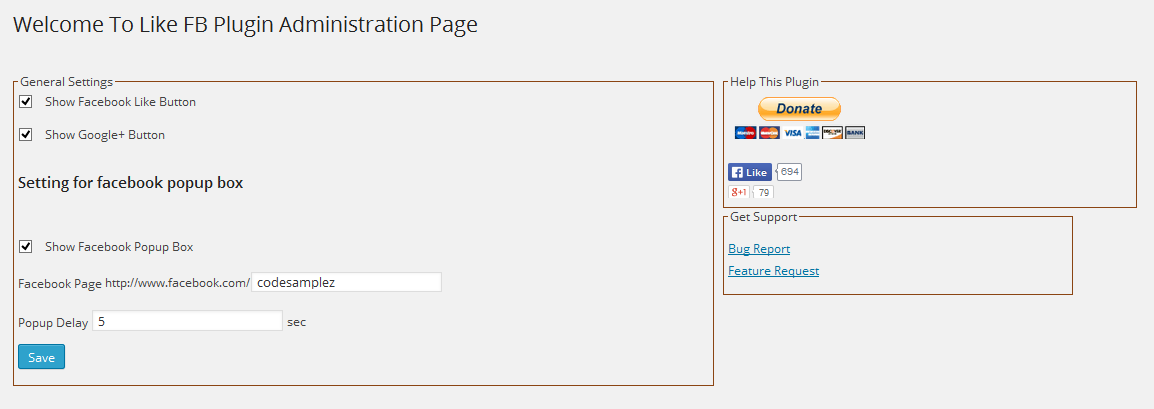 Welcome To Like FB Plugin Administration Page
General Settings
Show Facebook Like Button
Show Google+ Button
Setting for facebook popup box
Show Facebook Popup Box
Facebook Page http://www.facebook.com/ codesamplez
Popup Delay 5 sec
Save
Help This Plugin
Donate
VISA BANK
Like 694
g+1 79
Get Support
Bug Report
Feature Request